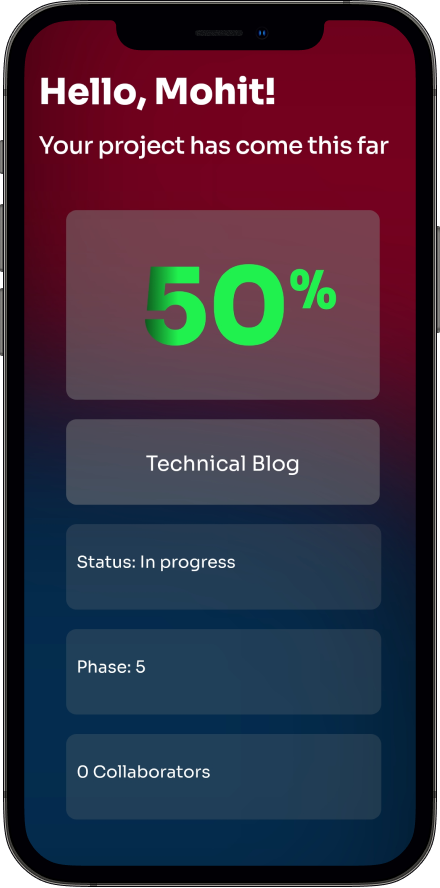 Hello, Mohit!
Your project has come this far
50%
Technical Blog
Status: In progress
Phase: 5
0 Collaborators